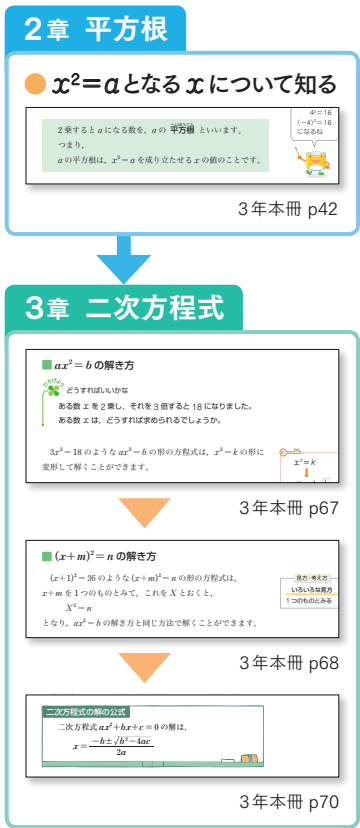 2章 平方根
x²=aとなるxについて知る
2乗するとaになる数を、aの 平方根 といいます。
つまり、
aの平方根は、x²=aを成り立たせるxの値のことです。
4²=16
(−4)²=16
になるね
3年本冊 p42
3章 二次方程式
ax²=bの解き方
ひろげよう
どうすればいいかな
ある数xを2乗し、それを3倍すると18になりました。
ある数xは、どうすれば求められるでしょうか。
3x²=18のようなax²=bの形の方程式は、x²=kの形に
変形して解くことができます。
x²=k
3年本冊 p67
(x+m)²=nの解き方
(x+1)²=36のような(x+m)²=nの形の方程式は、
x+mを1つのものとみて、これをXとおくと、
X²=n
となり、ax²=bの解き方と同じ方法で解くことができます。
見方・考え方
いろいろな見方
1つのものとみる
3年本冊 p68
二次方程式の解の公式
二次方程式ax²+bx+c=0の解は、
x=(−b±√(b²−4ac))/2a
3年本冊 p70